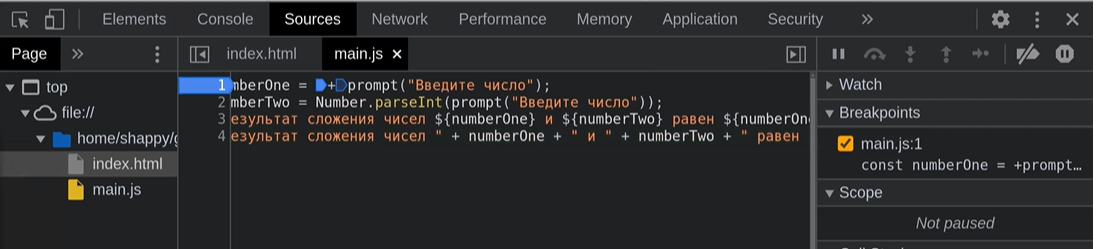 Elements Console Sources Network Performance Memory Application Security »
Page » index.html main.js ×
top
file://
home/shappy/g
index.html
main.js
1 mberOne = +prompt("Введите число");
2 mberTwo = Number.parseInt(prompt("Введите число"));
3 езультат сложения чисел ${numberOne} и ${numberTwo} равен ${numberOn
4 езультат сложения чисел " + numberOne + " и " + numberTwo + " равен
Watch
Breakpoints
main.js:1
const numberOne = +prompt…
Scope
Not paused